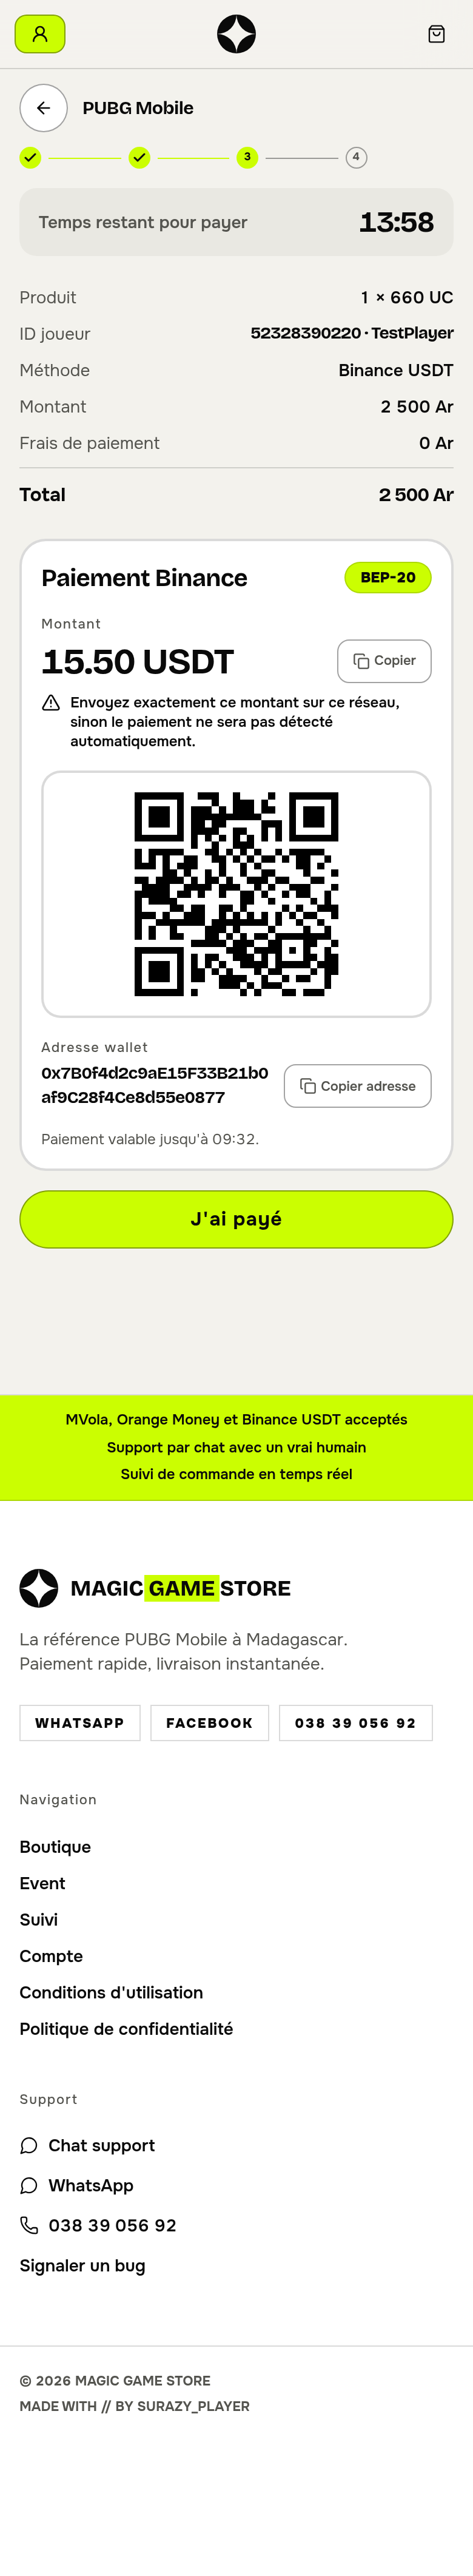 PUBG Mobile
3
4
Temps restant pour payer 13:58
Produit 1 × 660 UC
ID joueur 52328390220 · TestPlayer
Méthode Binance USDT
Montant 2 500 Ar
Frais de paiement 0 Ar
Total 2 500 Ar
Paiement Binance BEP-20
Montant
15.50 USDT Copier
Envoyez exactement ce montant sur ce réseau,
sinon le paiement ne sera pas détecté
automatiquement.
Adresse wallet
0x7B0f4d2c9aE15F33B21b0
af9C28f4Ce8d55e0877
Copier adresse
Paiement valable jusqu'à 09:32.
J'ai payé
MVola, Orange Money et Binance USDT acceptés
Support par chat avec un vrai humain
Suivi de commande en temps réel
MAGIC GAME STORE
La référence PUBG Mobile à Madagascar.
Paiement rapide, livraison instantanée.
WHATSAPP FACEBOOK 038 39 056 92
Navigation
Boutique
Event
Suivi
Compte
Conditions d'utilisation
Politique de confidentialité
Support
Chat support
WhatsApp
038 39 056 92
Signaler un bug
© 2026 MAGIC GAME STORE
MADE WITH // BY SURAZY_PLAYER